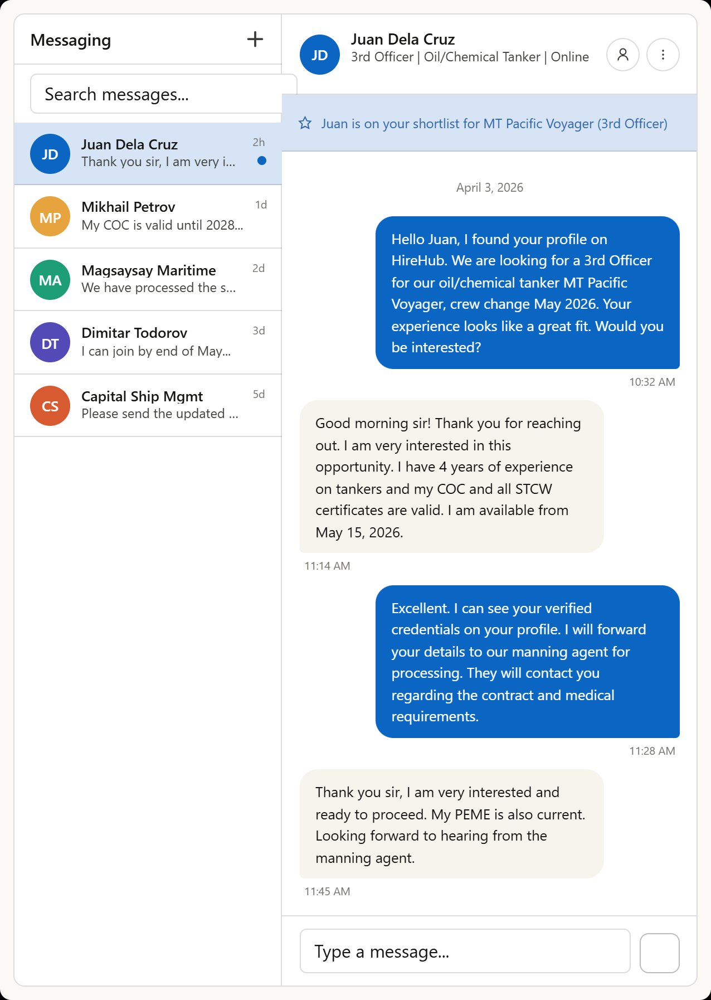 Messaging
Search messages...
JD
Juan Dela Cruz
2h
Thank you sir, I am very i...
MP
Mikhail Petrov
1d
My COC is valid until 2028...
MA
Magsaysay Maritime
2d
We have processed the s...
DT
Dimitar Todorov
3d
I can join by end of May...
CS
Capital Ship Mgmt
5d
Please send the updated ...
JD
Juan Dela Cruz
3rd Officer | Oil/Chemical Tanker | Online
Juan is on your shortlist for MT Pacific Voyager (3rd Officer)
April 3, 2026
Hello Juan, I found your profile on
HireHub. We are looking for a 3rd Officer
for our oil/chemical tanker MT Pacific
Voyager, crew change May 2026. Your
experience looks like a great fit. Would you
be interested?
10:32 AM
Good morning sir! Thank you for reaching
out. I am very interested in this
opportunity. I have 4 years of experience
on tankers and my COC and all STCW
certificates are valid. I am available from
May 15, 2026.
11:14 AM
Excellent. I can see your verified
credentials on your profile. I will forward
your details to our manning agent for
processing. They will contact you
regarding the contract and medical
requirements.
11:28 AM
Thank you sir, I am very interested and
ready to proceed. My PEME is also current.
Looking forward to hearing from the
manning agent.
11:45 AM
Type a message...